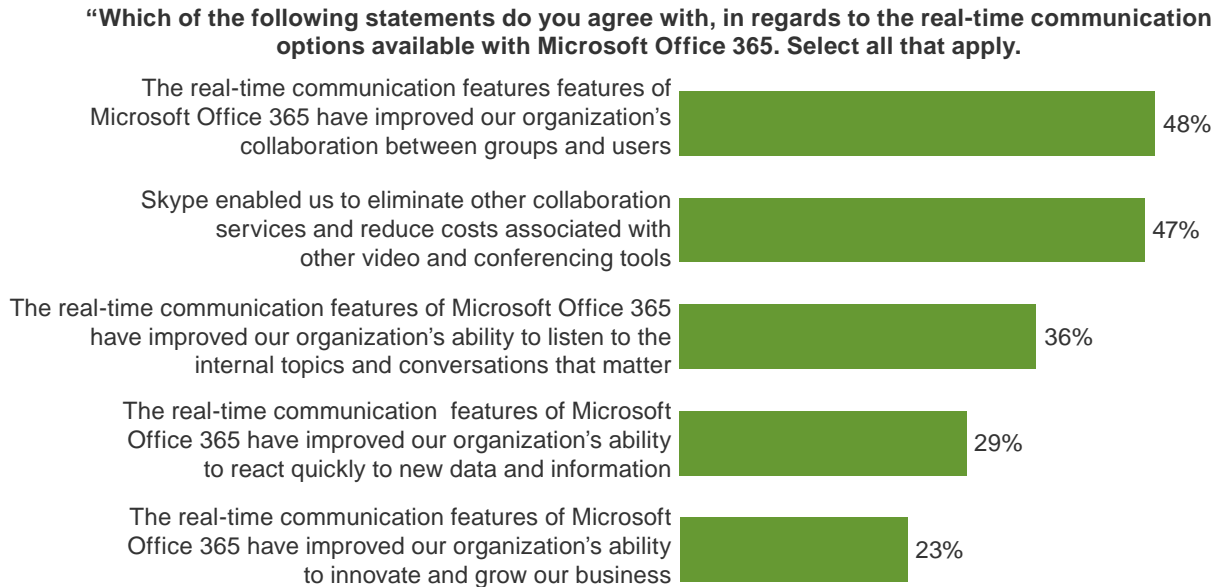 “Which of the following statements do you agree with, in regards to the real-time communication
options available with Microsoft Office 365. Select all that apply.
The real-time communication features features of
Microsoft Office 365 have improved our organization’s
collaboration between groups and users
48%
Skype enabled us to eliminate other collaboration
services and reduce costs associated with
other video and conferencing tools
47%
The real-time communication features of Microsoft Office 365
have improved our organization’s ability to listen to the
internal topics and conversations that matter
36%
The real-time communication  features of Microsoft
Office 365 have improved our organization’s ability
to react quickly to new data and information
29%
The real-time communication features of Microsoft
Office 365 have improved our organization’s ability
to innovate and grow our business
23%